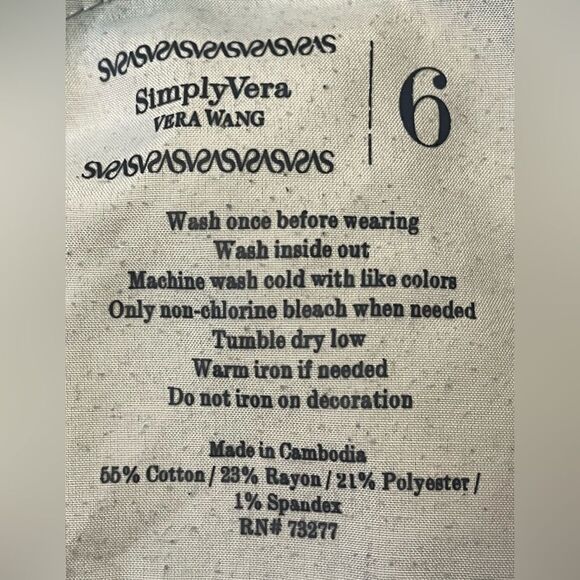 SVSVSVSVSVSVS
SimplyVera
VERA WANG
6
SVSVSVSVSVSVS
Wash once before wearing
Wash inside out
Machine wash cold with like colors
Only non-chlorine bleach when needed
Tumble dry low
Warm iron if needed
Do not iron on decoration
Made in Cambodia
55% Cotton / 23% Rayon / 21% Polyester /
1% Spandex
RN# 73277